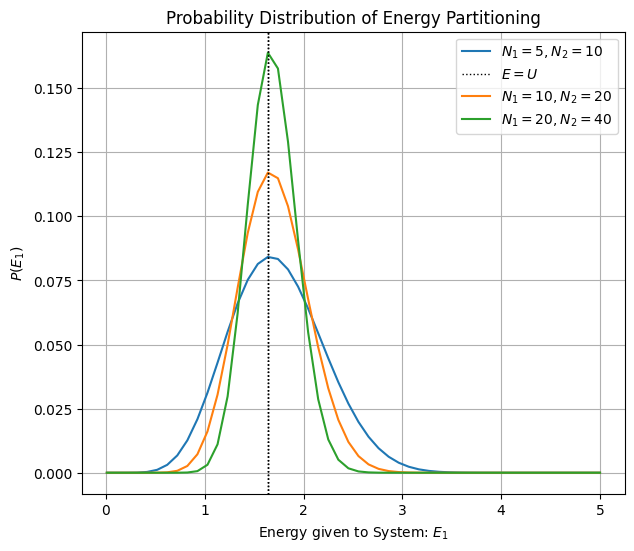 Probability Distribution of Energy Partitioning
N₁ = 5, N₂ = 10
E = U
N₁ = 10, N₂ = 20
N₁ = 20, N₂ = 40
0.150
0.125
0.100
0.075
0.050
0.025
0.000
P(E₁)
0 1 2 3 4 5
Energy given to System: E₁